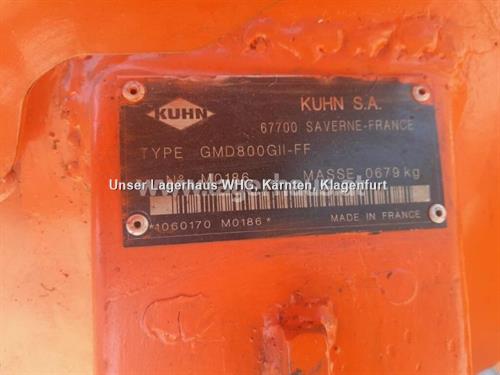 KUHN
KUHN S.A.
67700 SAVERNE-FRANCE
TYPE GMD800GII-FF
No M0186 MASSE 0679 kg
Unser Lagerhaus WHG, Kärnten, Klagenfurt
*1060170 M0186*
MADE IN FRANCE